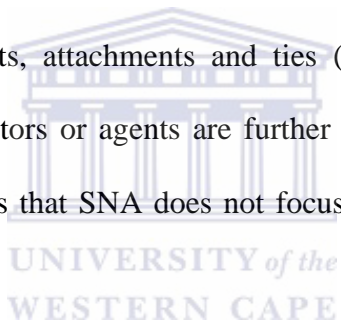 ts, attachments and ties (
tors or agents are further
s that SNA does not focus
UNIVERSITY of the
WESTERN CAPE